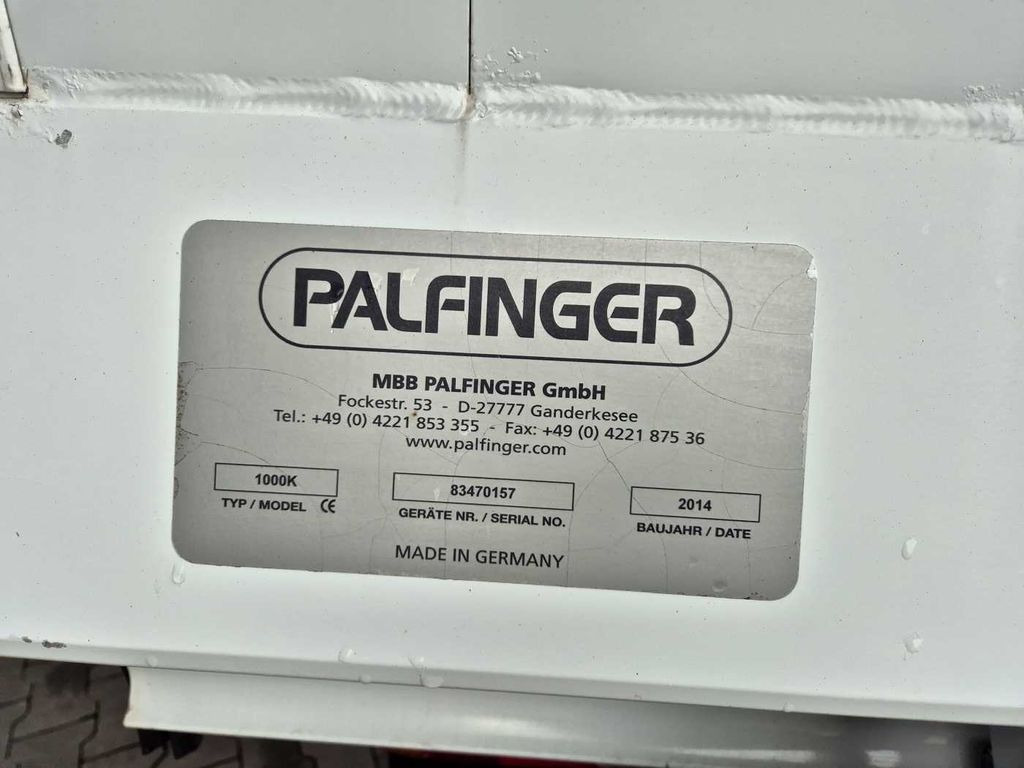 PALFINGER
MBB PALFINGER GmbH
Fockestr. 53 - D-27777 Ganderkesee
Tel.: +49 (0) 4221 853 355 - Fax: +49 (0) 4221 875 36
www.palfinger.com
1000K 83470157 2014
TYP / MODEL CE GERÄTE NR. / SERIAL NO. BAUJAHR / DATE
MADE IN GERMANY